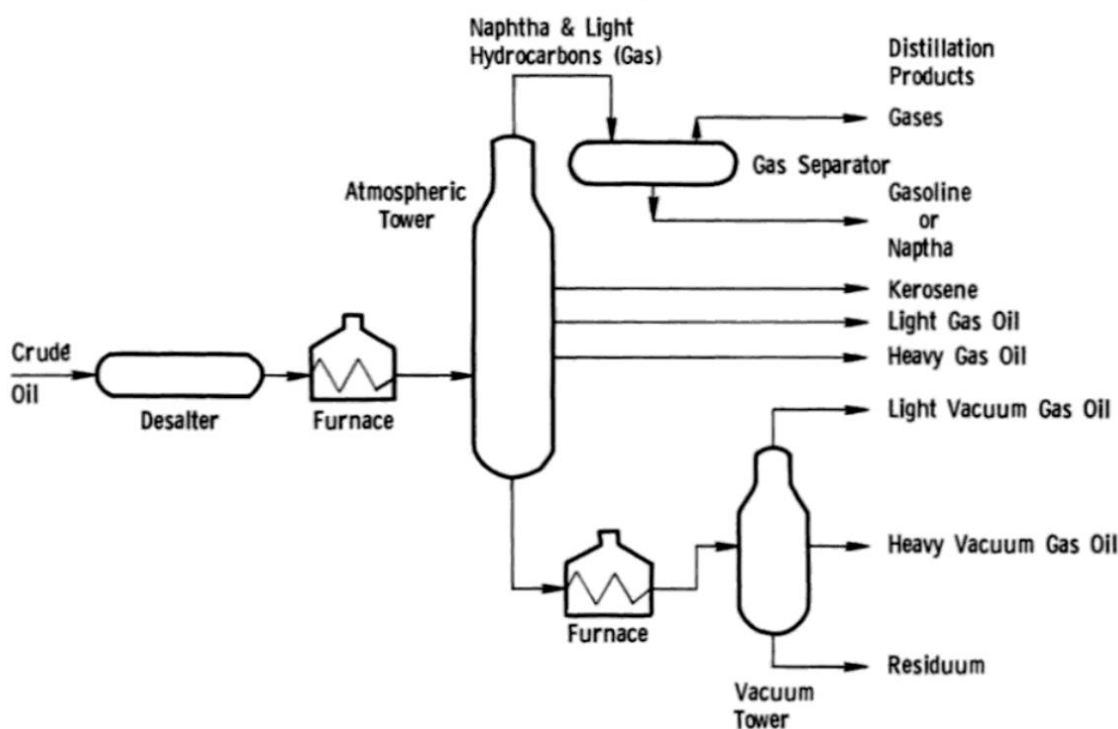 Naphtha & Light
Hydrocarbons (Gas)
Distillation
Products
Gases
Gas Separator
Atmospheric
Tower
Gasoline
or
Naptha
Kerosene
Light Gas Oil
Heavy Gas Oil
Crude
Oil
Desalter
Furnace
Light Vacuum Gas Oil
Heavy Vacuum Gas Oil
Furnace
Residuum
Vacuum
Tower